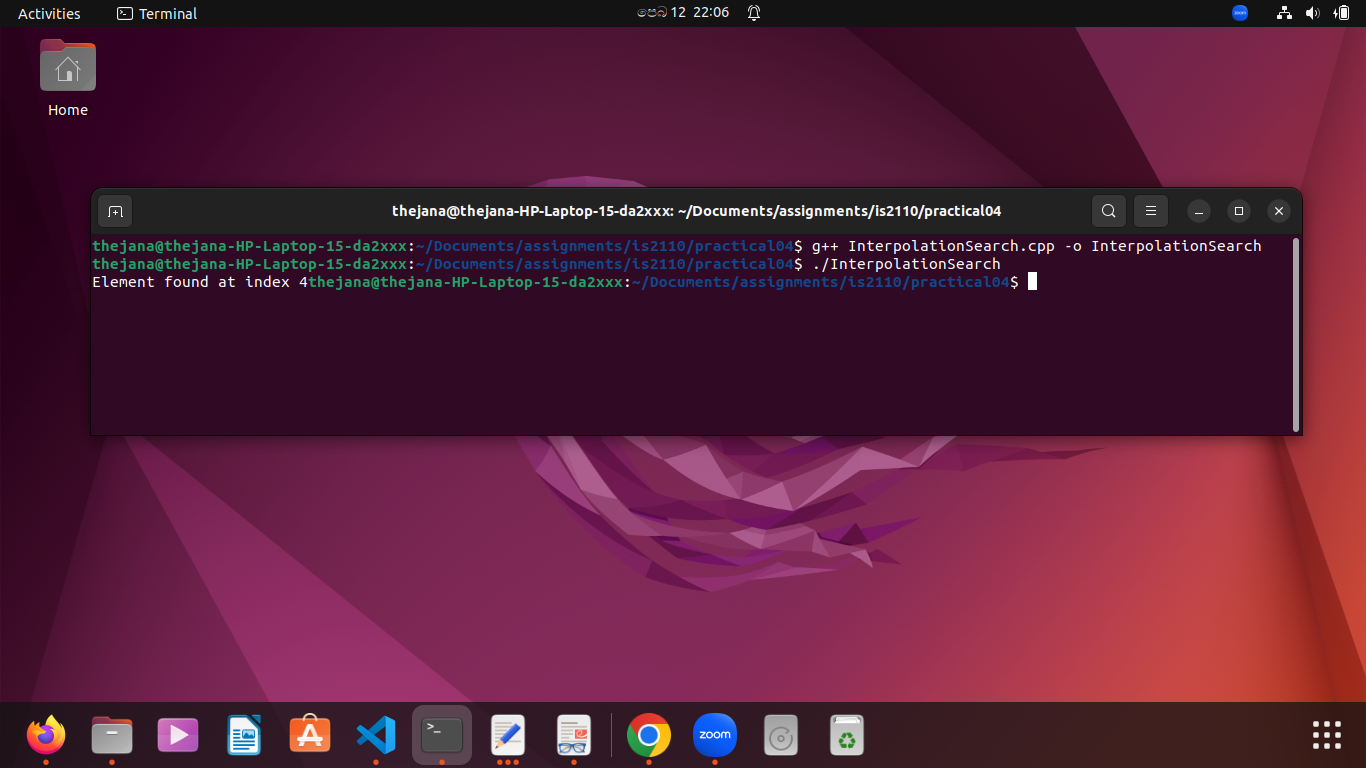 Activities
Terminal
පෙබ 12 22:06
zoom
Home
thejana@thejana-HP-Laptop-15-da2xxx: ~/Documents/assignments/is2110/practical04
thejana@thejana-HP-Laptop-15-da2xxx:~/Documents/assignments/is2110/practical04$ g++ InterpolationSearch.cpp -o InterpolationSearch
thejana@thejana-HP-Laptop-15-da2xxx:~/Documents/assignments/is2110/practical04$ ./InterpolationSearch
Element found at index 4thejana@thejana-HP-Laptop-15-da2xxx:~/Documents/assignments/is2110/practical04$
zoom